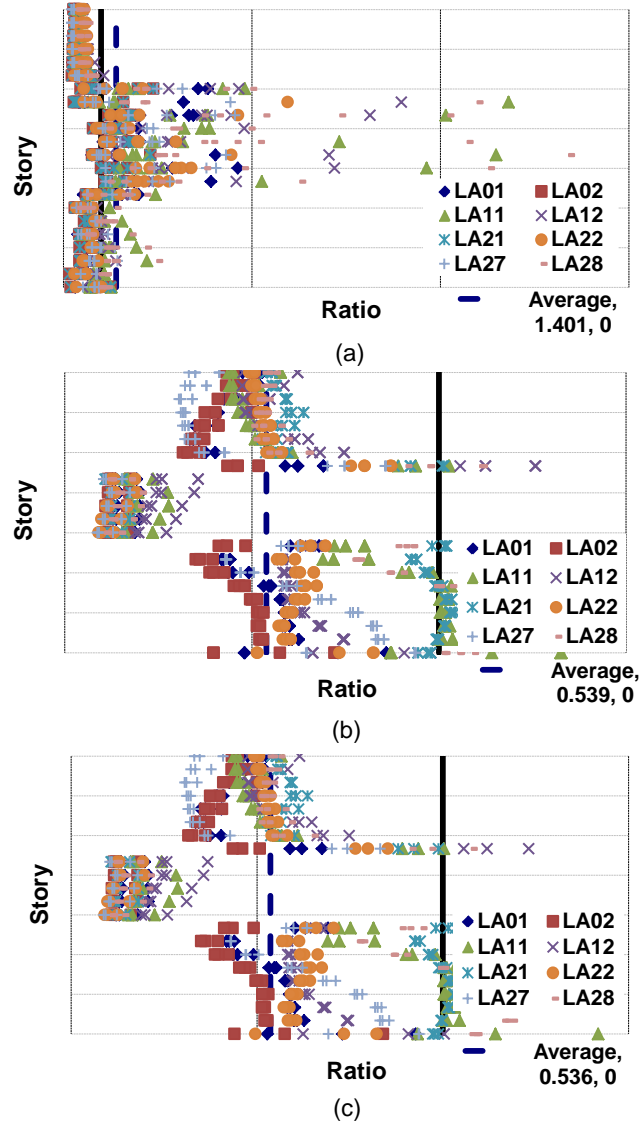 Story
LA01 LA02
LA11 LA12
LA21 LA22
LA27 LA28
Ratio
Average,
1.401, 0
(a)
Story
LA01 LA02
LA11 LA12
LA21 LA22
LA27 LA28
Ratio
Average,
0.539, 0
(b)
Story
LA01 LA02
LA11 LA12
LA21 LA22
LA27 LA28
Ratio
Average,
0.536, 0
(c)